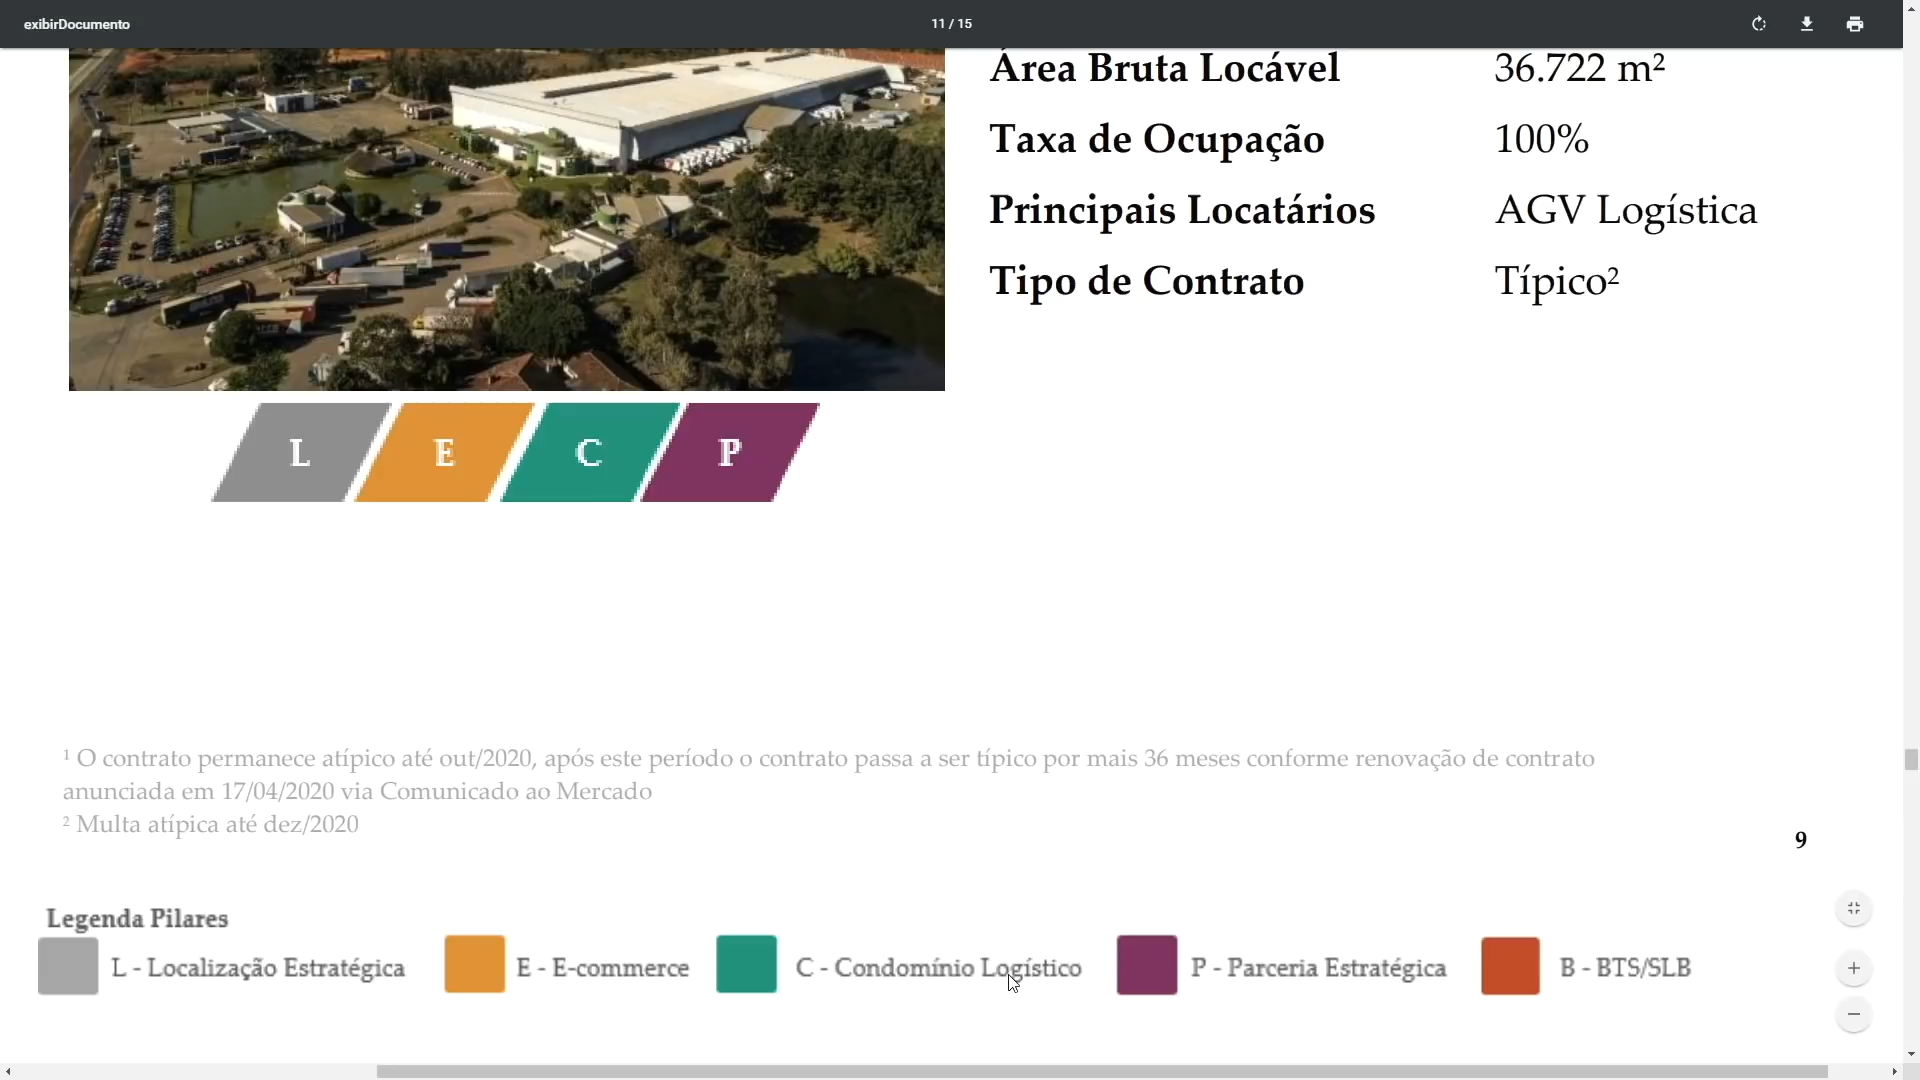 exibirDocumento
11 / 15
Área Bruta Locável 36.722 m²
Taxa de Ocupação 100%
Principais Locatários AGV Logística
Tipo de Contrato Típico²
L E C P
¹ O contrato permanece atípico até out/2020, após este período o contrato passa a ser típico por mais 36 meses conforme renovação de contrato
anunciada em 17/04/2020 via Comunicado ao Mercado
² Multa atípica até dez/2020
9
Legenda Pilares
L - Localização Estratégica E - E-commerce C - Condomínio Logístico P - Parceria Estratégica B - BTS/SLB